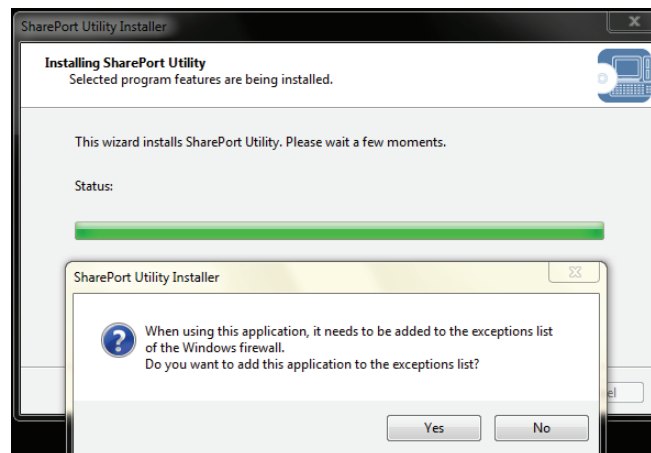 SharePort Utility Installer
Installing SharePort Utility
Selected program features are being installed.
This wizard installs SharePort Utility. Please wait a few moments.
Status:
SharePort Utility Installer
When using this application, it needs to be added to the exceptions list
of the Windows firewall.
Do you want to add this application to the exceptions list?
Yes No